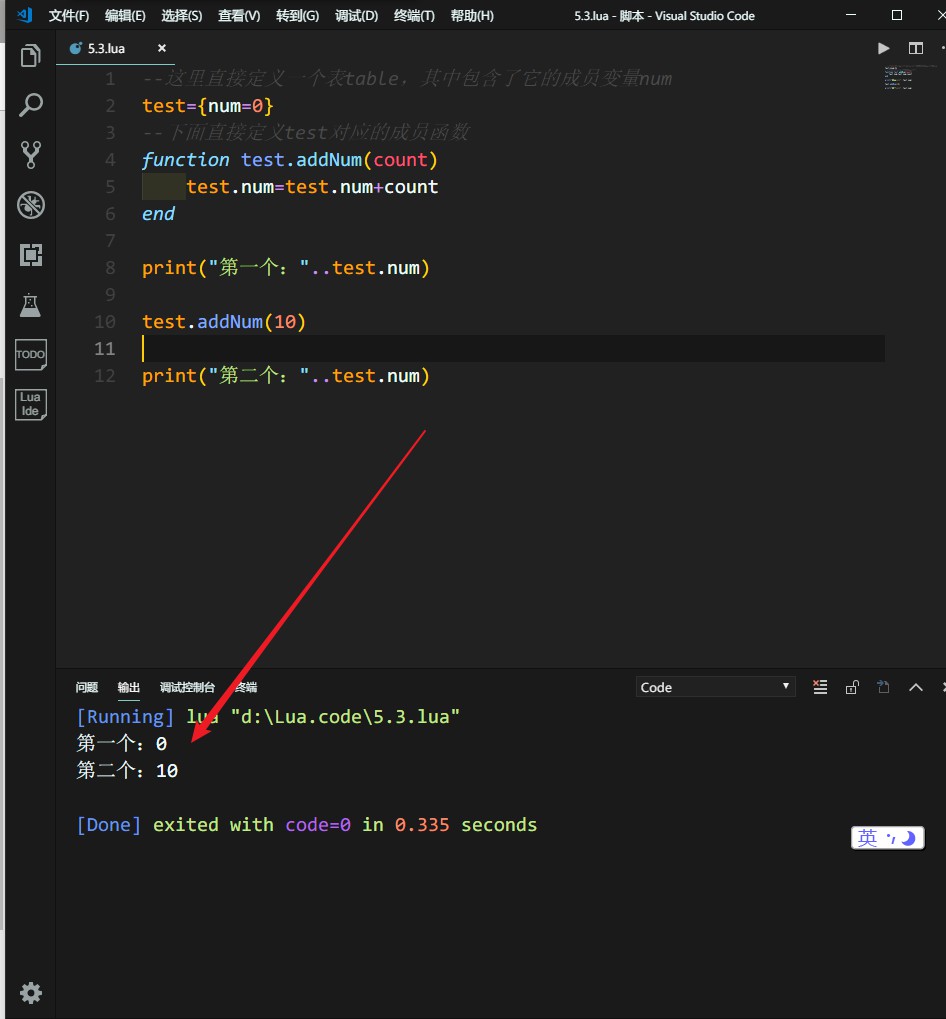 文件(F) 编辑(E) 选择(S) 查看(V) 转到(G) 调试(D) 终端(T) 帮助(H) 5.3.lua - 脚本 - Visual Studio Code
5.3.lua ×
1 --这里直接定义一个表table，其中包含了它的成员变量num
2 test={num=0}
3 --下面直接定义test对应的成员函数
4 function test.addNum(count)
5 test.num=test.num+count
6 end
7
8 print("第一个："..test.num)
9
10 test.addNum(10)
11
12 print("第二个："..test.num)
TODO
Lua
Ide
问题 输出 调试控制台 终端 Code
[Running] lua "d:\Lua.code\5.3.lua"
第一个：0
第二个：10
[Done] exited with code=0 in 0.335 seconds
英